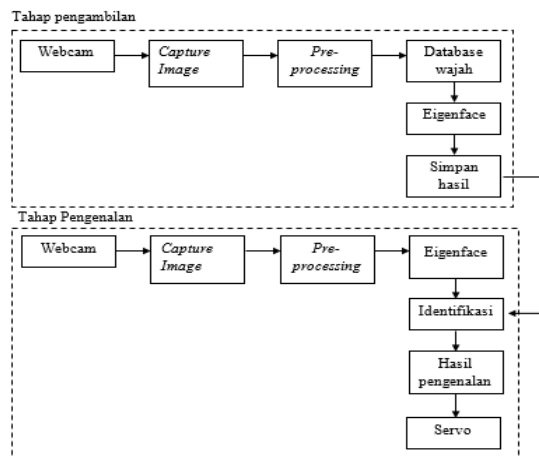 Tahap pengambilan
Webcam
Capture
Image
Pre-
processing
Database
wajah
Eigenface
Simpan
hasil
Tahap Pengenalan
Webcam
Capture
Image
Pre-
processing
Eigenface
Identifikasi
Hasil
pengenalan
Servo